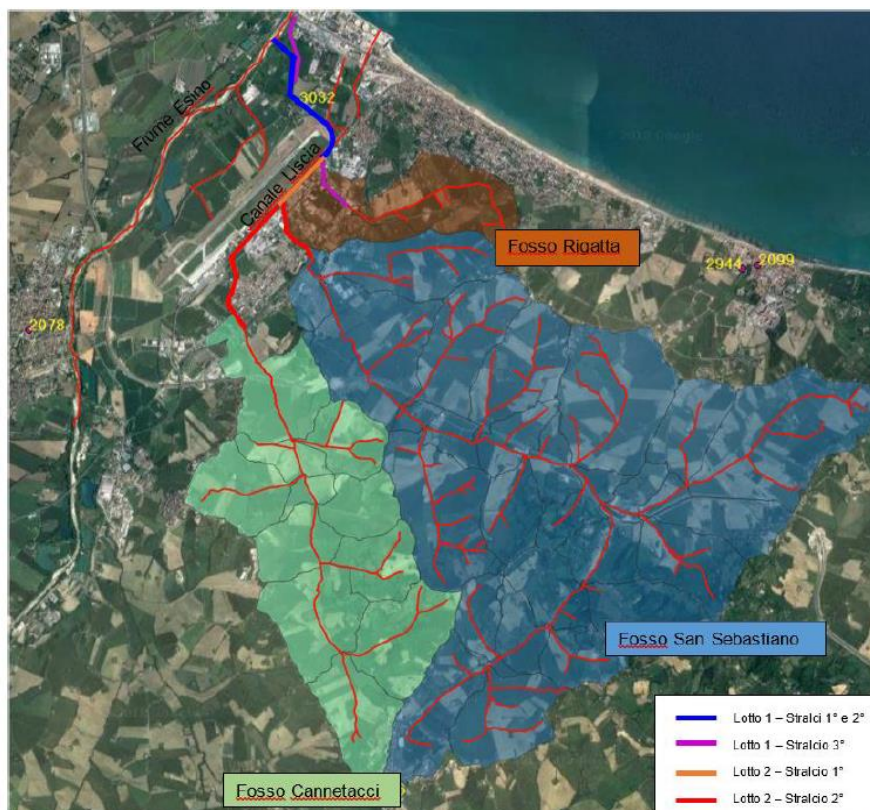 3032
Fiume Esino
Canale Liscia
Fosso Rigatta
2944
2099
2078
Fosso San Sebastiano
Lotto 1 – Stralci 1° e 2°
Lotto 1 – Stralcio 3°
Lotto 2 – Stralcio 1°
Lotto 2 – Stralcio 2°
Fosso Cannetacci